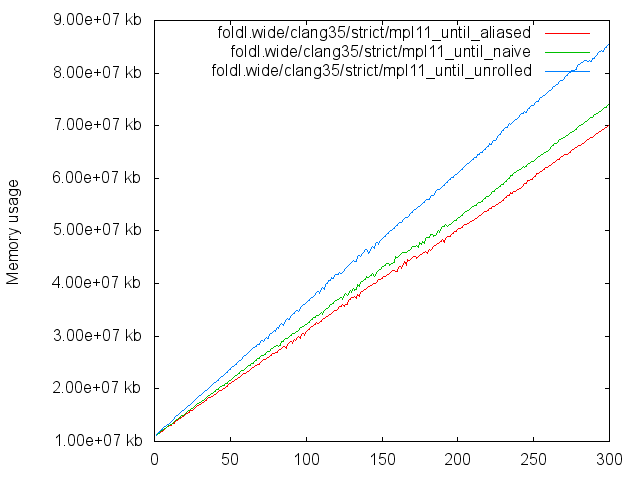 9.00e+07 kb
8.00e+07 kb
7.00e+07 kb
6.00e+07 kb
5.00e+07 kb
4.00e+07 kb
3.00e+07 kb
2.00e+07 kb
1.00e+07 kb
Memory usage
foldl.wide/clang35/strict/mpl11_until_aliased
foldl.wide/clang35/strict/mpl11_until_naive
foldl.wide/clang35/strict/mpl11_until_unrolled
0 50 100 150 200 250 300